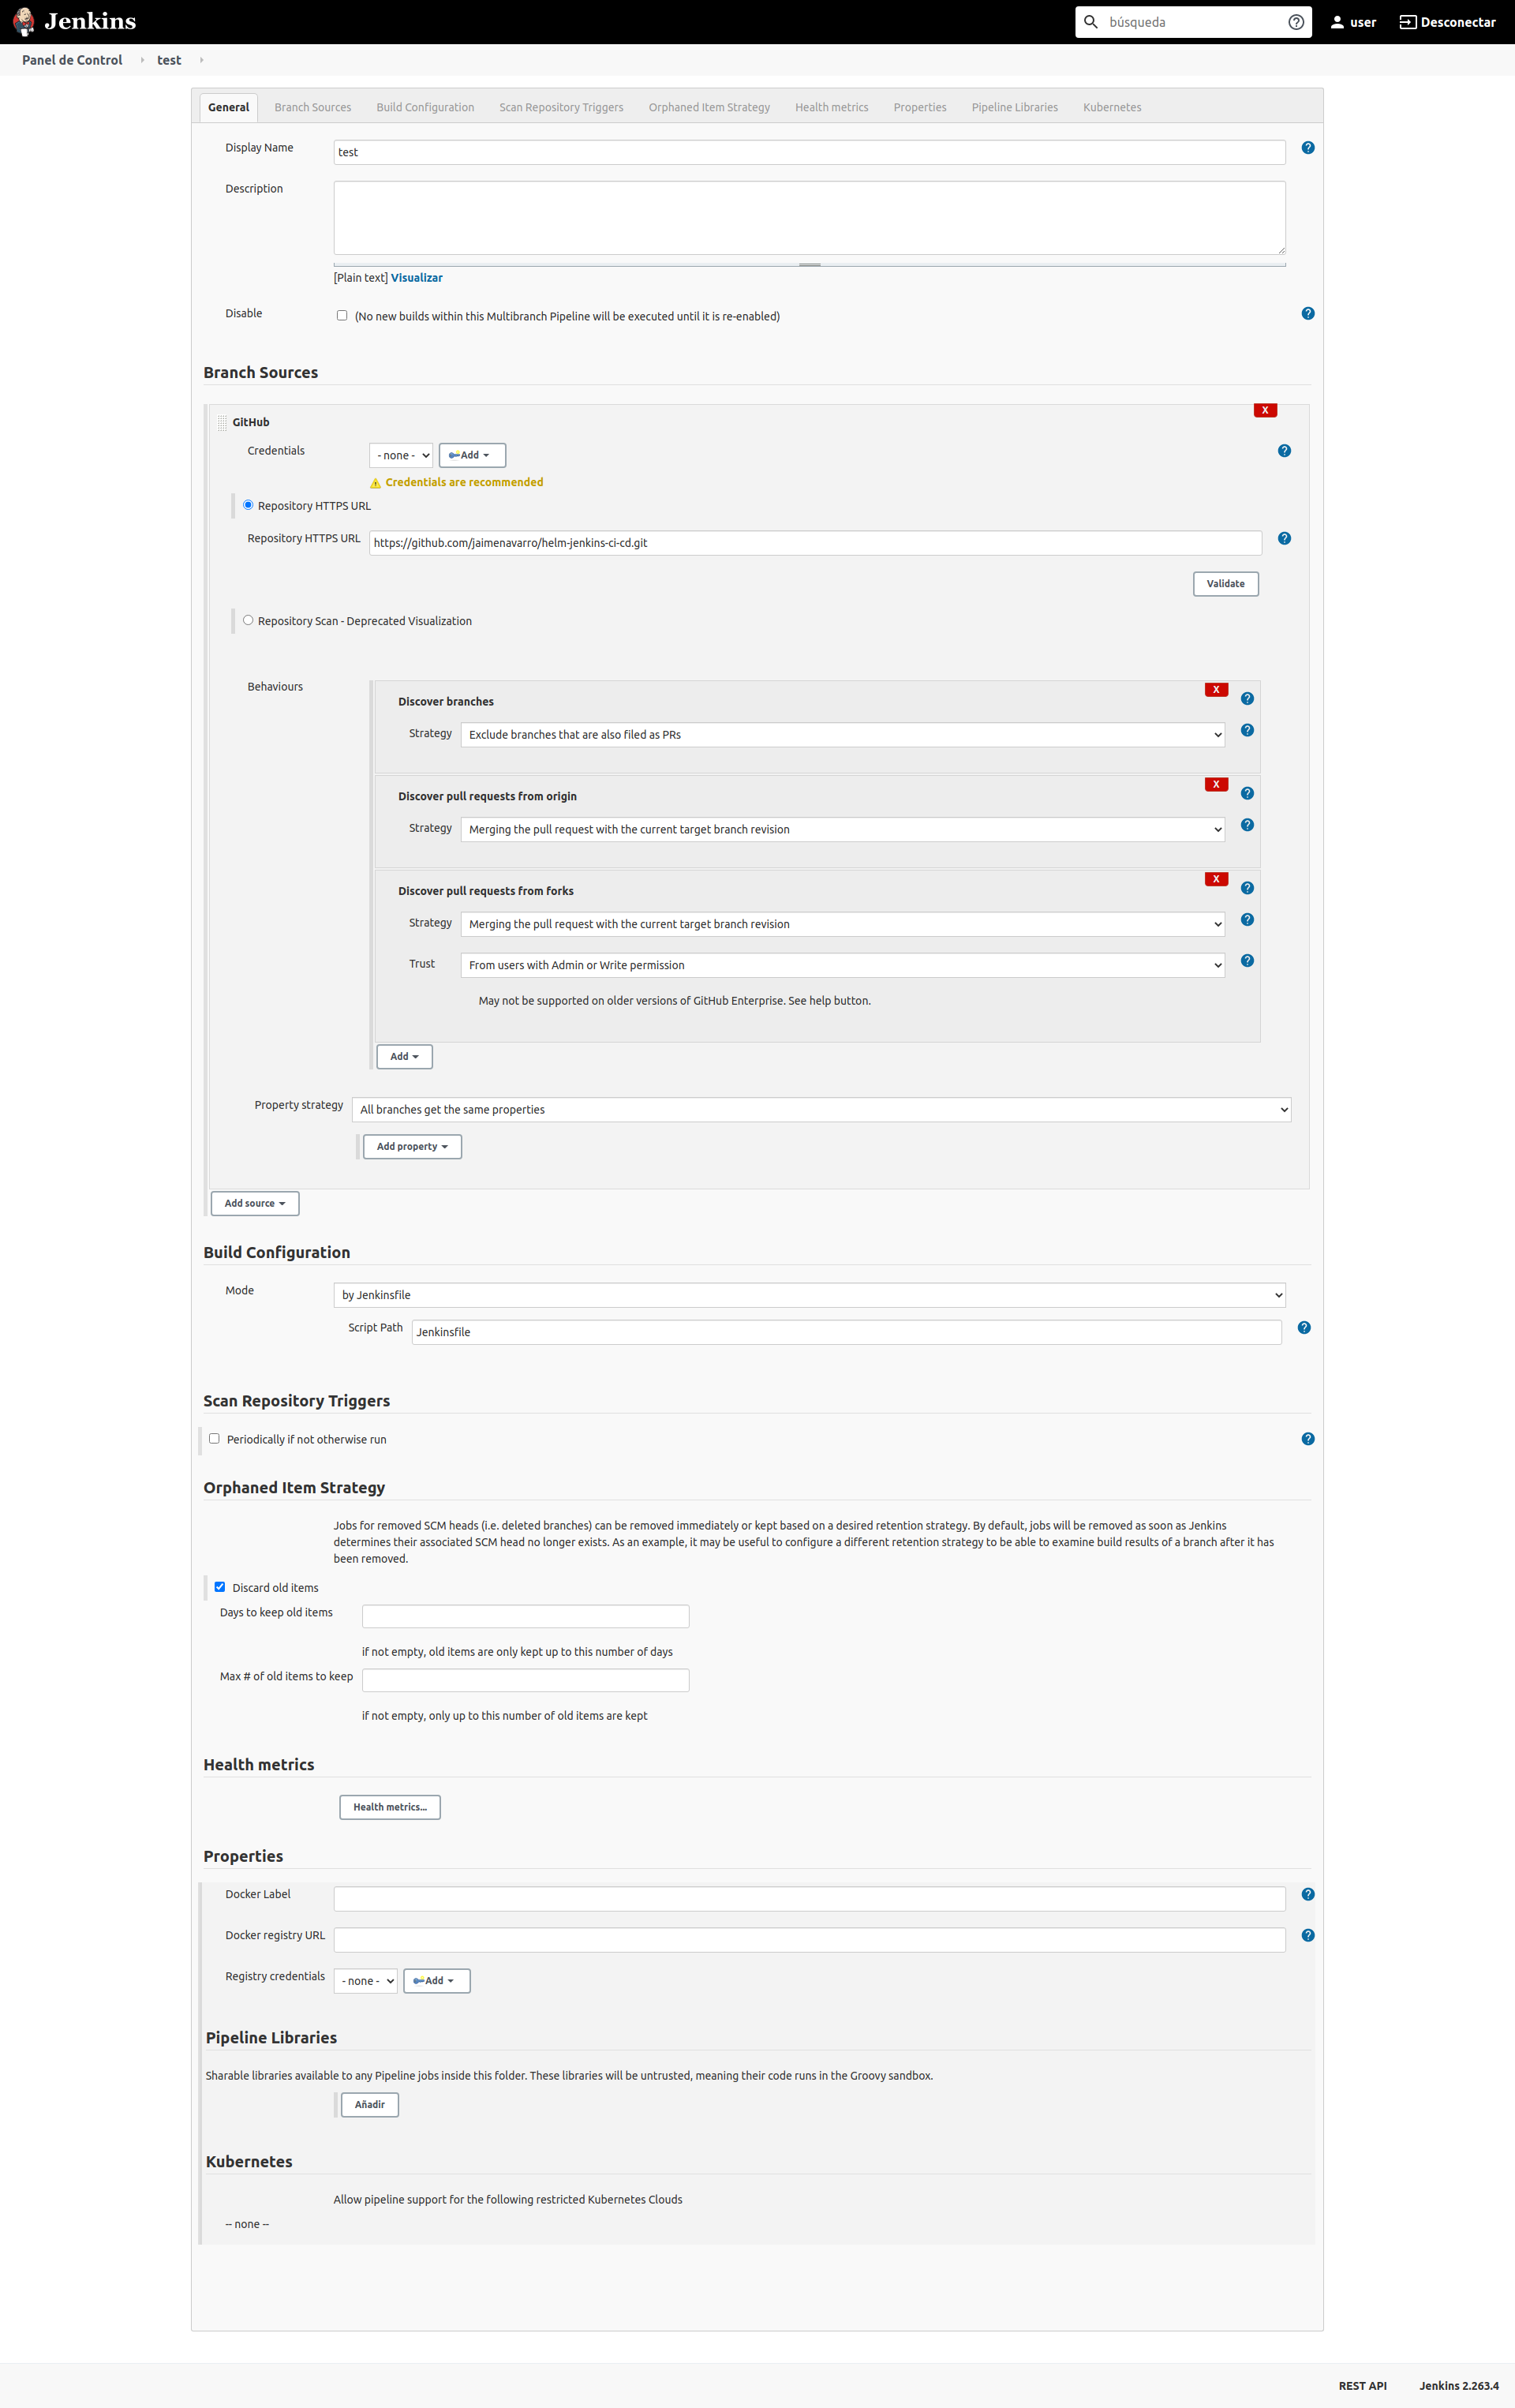 Jenkins
búsqueda
user
Desconectar
Panel de Control
test
General
Branch Sources
Build Configuration
Scan Repository Triggers
Orphaned Item Strategy
Health metrics
Properties
Pipeline Libraries
Kubernetes
Display Name
test
Description
[Plain text] Visualizar
Disable
(No new builds within this Multibranch Pipeline will be executed until it is re-enabled)
Branch Sources
X
GitHub
Credentials
- none -
Add
Credentials are recommended
Repository HTTPS URL
Repository HTTPS URL
https://github.com/jaimenavarro/helm-jenkins-ci-cd.git
Validate
Repository Scan - Deprecated Visualization
Behaviours
X
Discover branches
Strategy
Exclude branches that are also filed as PRs
X
Discover pull requests from origin
Strategy
Merging the pull request with the current target branch revision
X
Discover pull requests from forks
Strategy
Merging the pull request with the current target branch revision
Trust
From users with Admin or Write permission
May not be supported on older versions of GitHub Enterprise. See help button.
Add
Property strategy
All branches get the same properties
Add property
Add source
Build Configuration
Mode
by Jenkinsfile
Script Path
Jenkinsfile
Scan Repository Triggers
Periodically if not otherwise run
Orphaned Item Strategy
Jobs for removed SCM heads (i.e. deleted branches) can be removed immediately or kept based on a desired retention strategy. By default, jobs will be removed as soon as Jenkins
determines their associated SCM head no longer exists. As an example, it may be useful to configure a different retention strategy to be able to examine build results of a branch after it has
been removed.
Discard old items
Days to keep old items
if not empty, old items are only kept up to this number of days
Max # of old items to keep
if not empty, only up to this number of old items are kept
Health metrics
Health metrics...
Properties
Docker Label
Docker registry URL
Registry credentials
- none -
Add
Pipeline Libraries
Sharable libraries available to any Pipeline jobs inside this folder. These libraries will be untrusted, meaning their code runs in the Groovy sandbox.
Añadir
Kubernetes
Allow pipeline support for the following restricted Kubernetes Clouds
-- none --
REST API
Jenkins 2.263.4